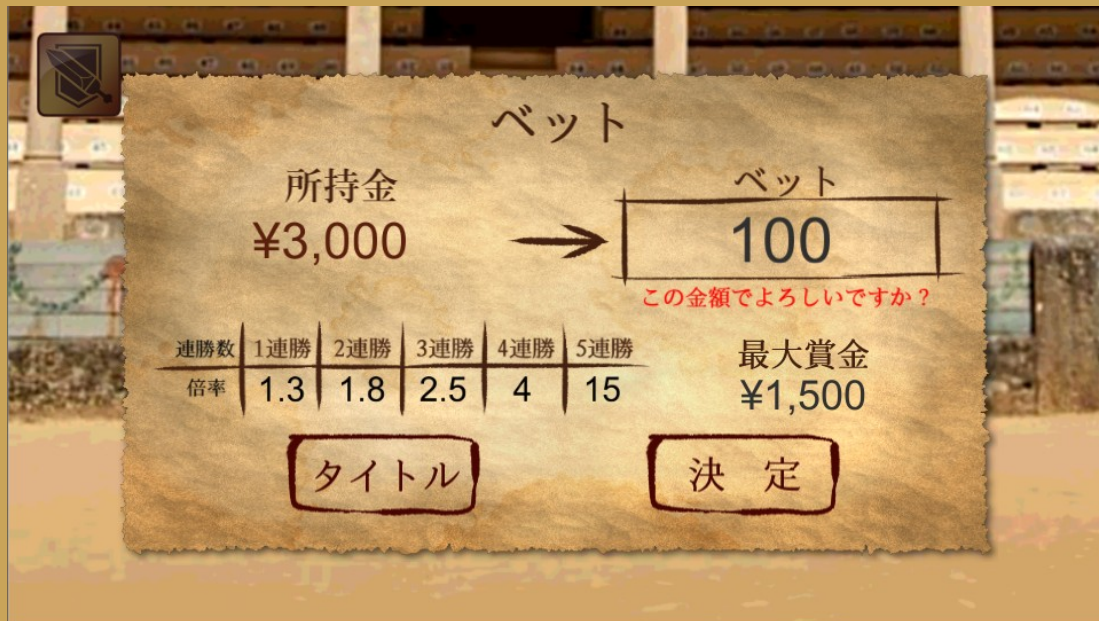 ベット
所持金
¥3,000
ベット
100
この金額でよろしいですか？
連勝数 1連勝 2連勝 3連勝 4連勝 5連勝
倍率 1.3 1.8 2.5 4 15
最大賞金
¥1,500
タイトル
決 定